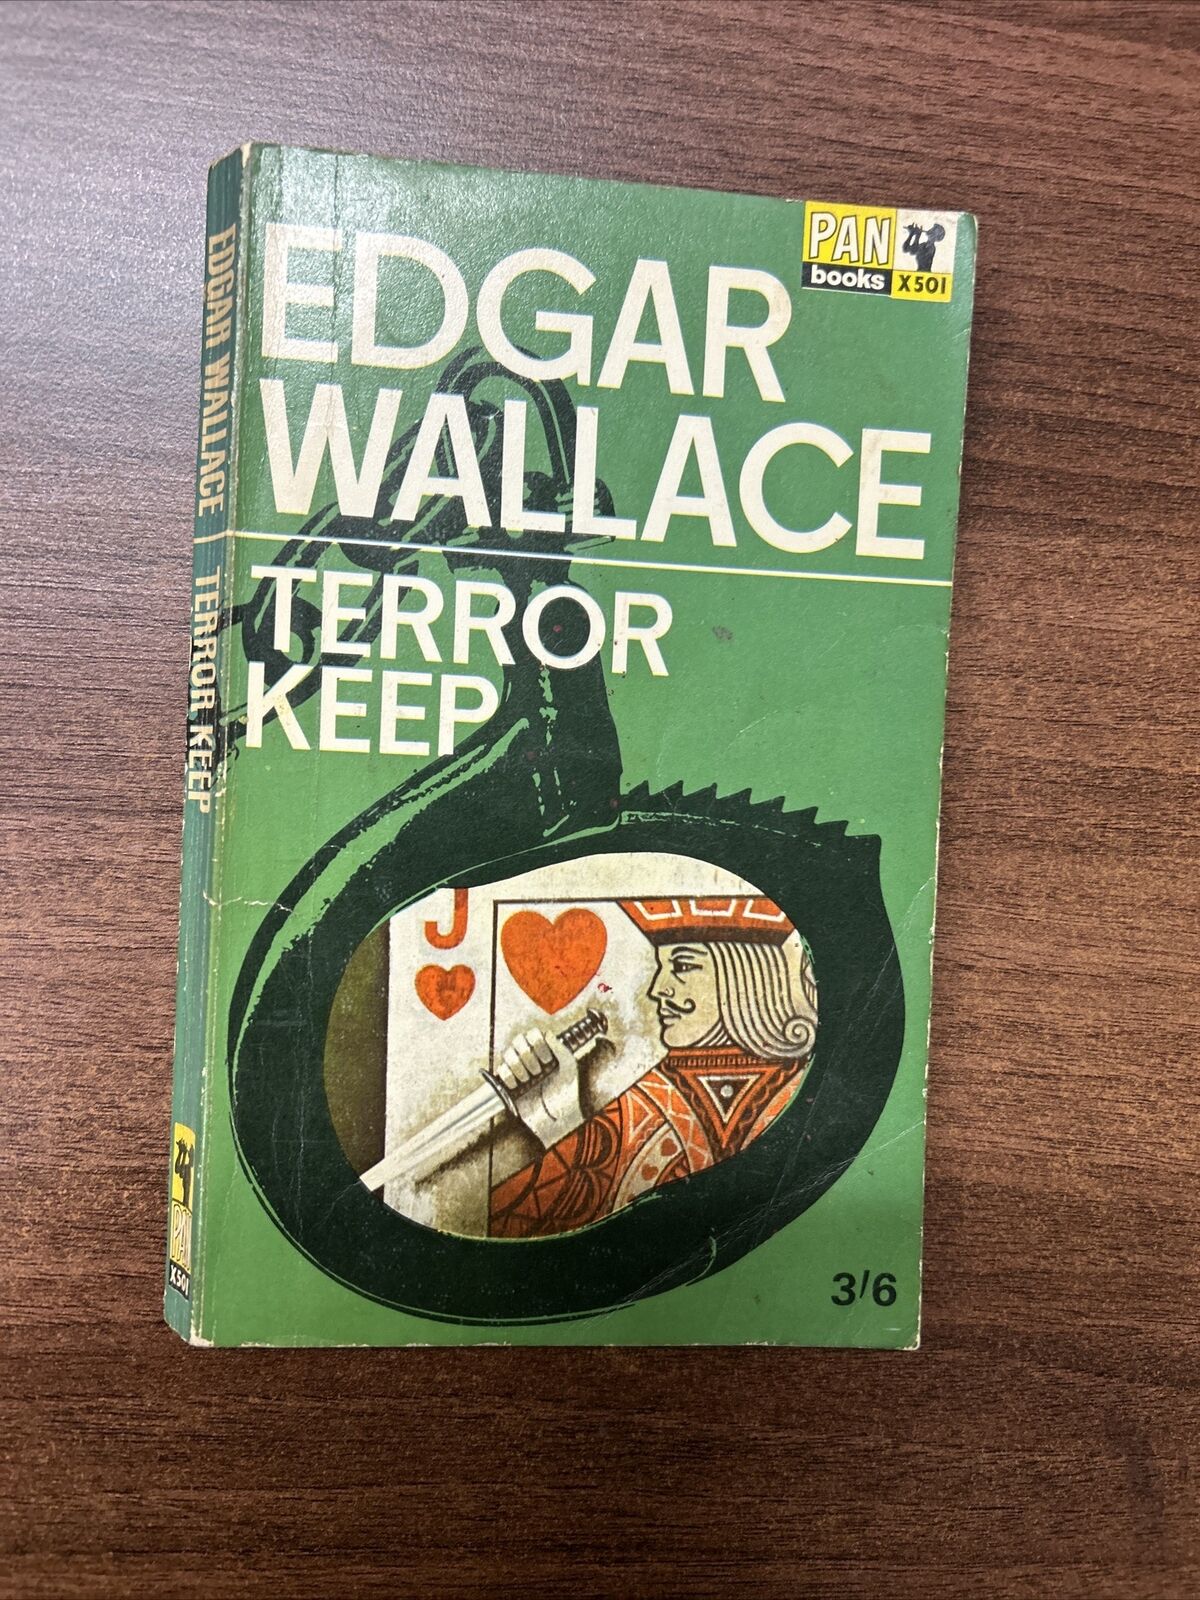 EDGAR
WALLACE
TERROR
KEEP
PAN
books X501
J
3/6
EDGAR WALLACE | TERROR KEEP
PAN
X501